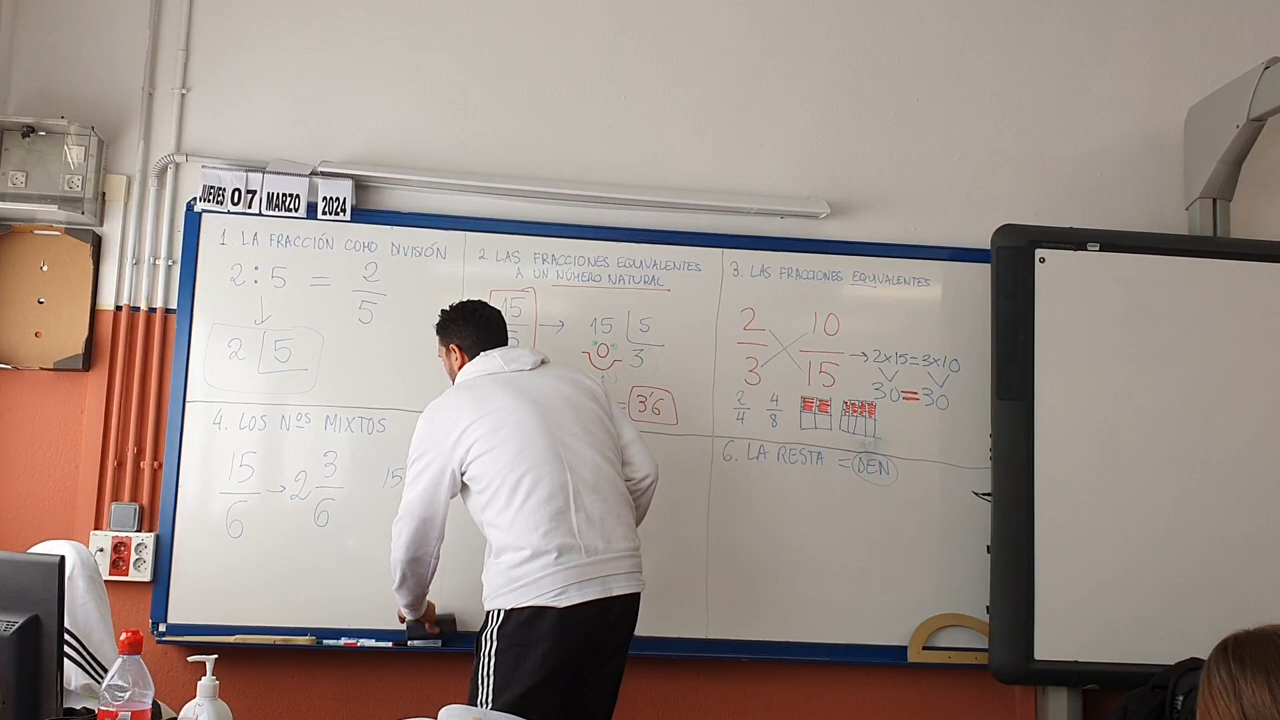 JUEVES 07 MARZO 2024
1. LA FRACCIÓN COMO DIVISIÓN
2 : 5 = 2/5
2 | 5
2 LAS FRACCIONES EQUIVALENTES
A UN NÚMERO NATURAL
15
→ 15 | 5
0 3
= 3'6
3. LAS FRACCIONES EQUIVALENTES
2/3 10/15 → 2x15=3x10
30=30
2/4 4/8
4. LOS Nºs MIXTOS
15/6 → 2 3/6
15
6. LA RESTA = DEN